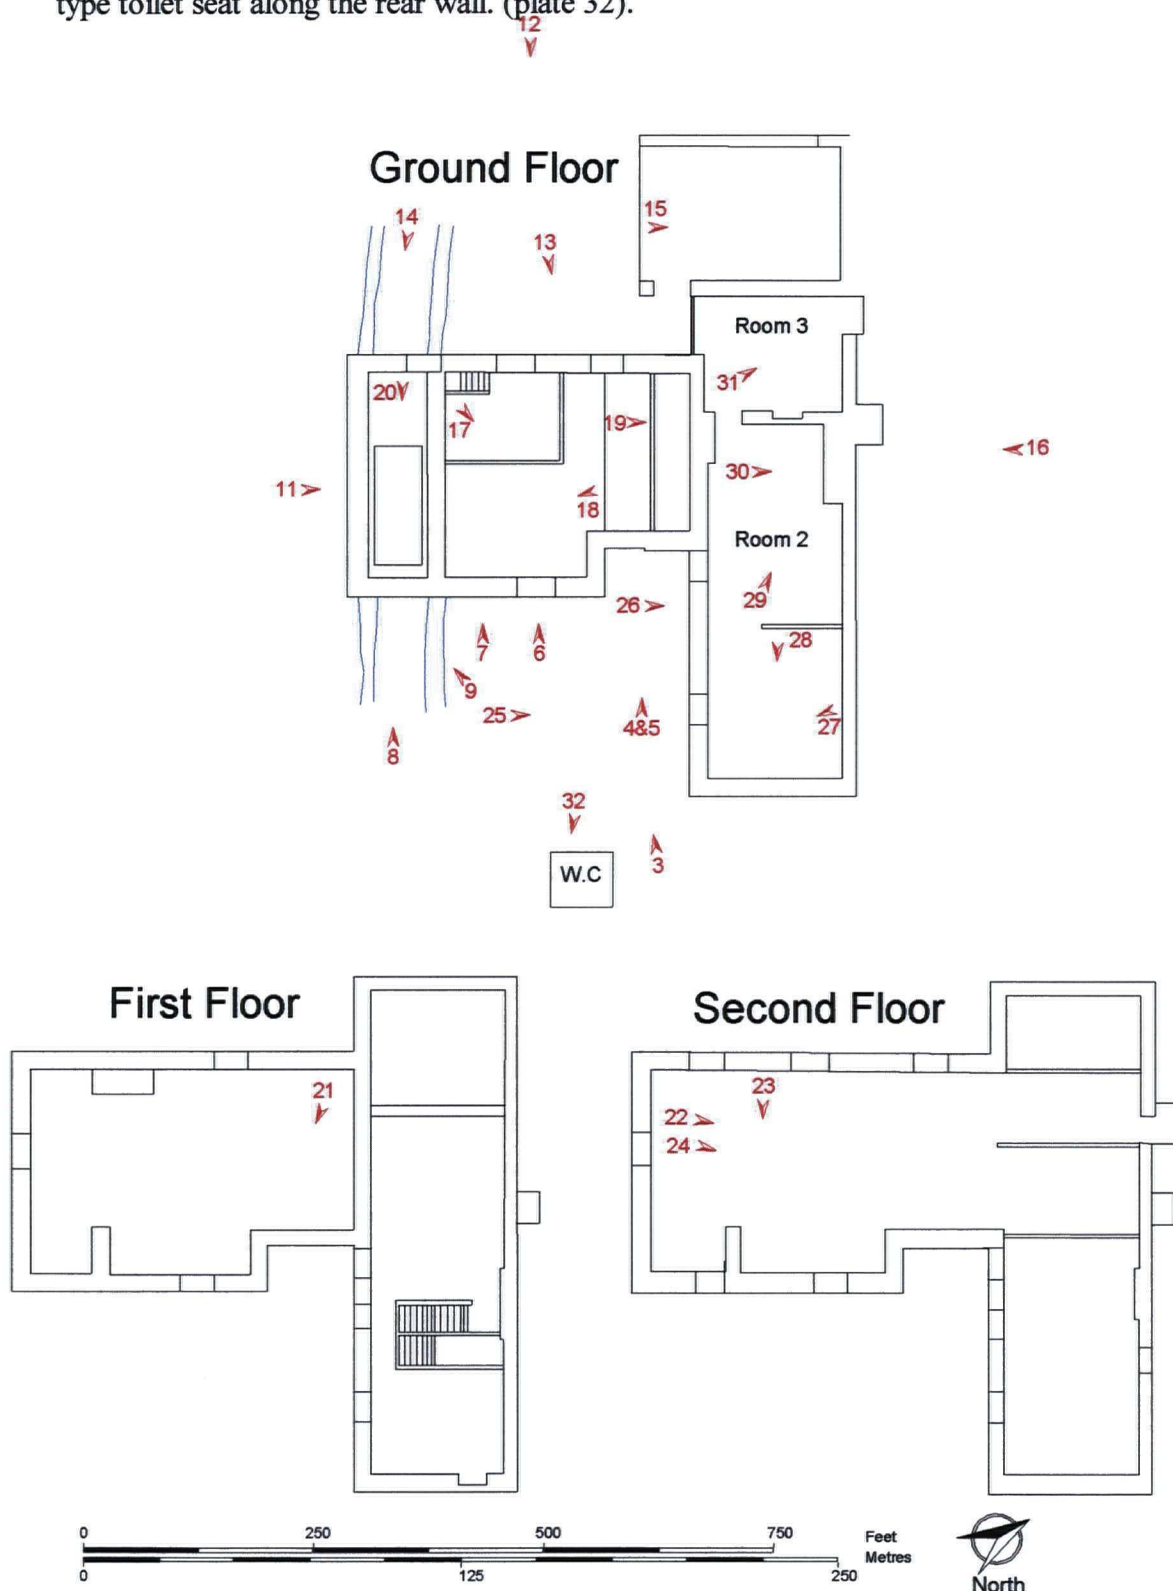 type toilet seat along the rear wall. (plate 32).
12
Ground Floor
14
13
15
Room 3
20
17
19
31
30
16
11
18
Room 2
29
26
28
7
6
9
25
4&5
27
8
32
3
W.C
First Floor
Second Floor
21
23
22
24
0 250 500 750 Feet
0 125 250 Metres
North